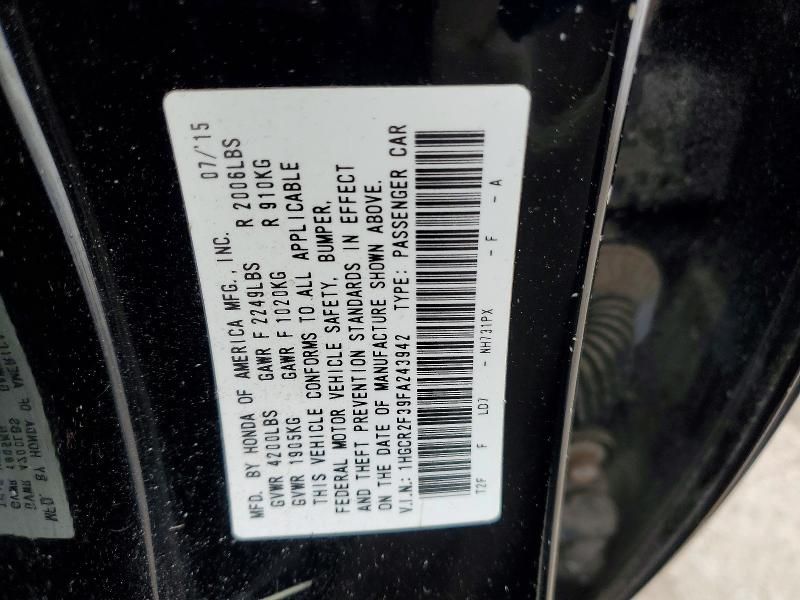 MFD. BY HONDA OF AMERICA MFG., INC. 07/'15
GVWR 4200LBS GAWR F 2249LBS R 2006LBS
GVWR 1905KG GAWR F 1020KG R 910KG
THIS VEHICLE CONFORMS TO ALL APPLICABLE
FEDERAL MOTOR VEHICLE SAFETY, BUMPER,
AND THEFT PREVENTION STANDARDS IN EFFECT
ON THE DATE OF MANUFACTURE SHOWN ABOVE.
V.I.N.: 1HGCR2F39FA243942 TYPE: PASSENGER CAR
T2F F LD7 - NH731PX - F - A